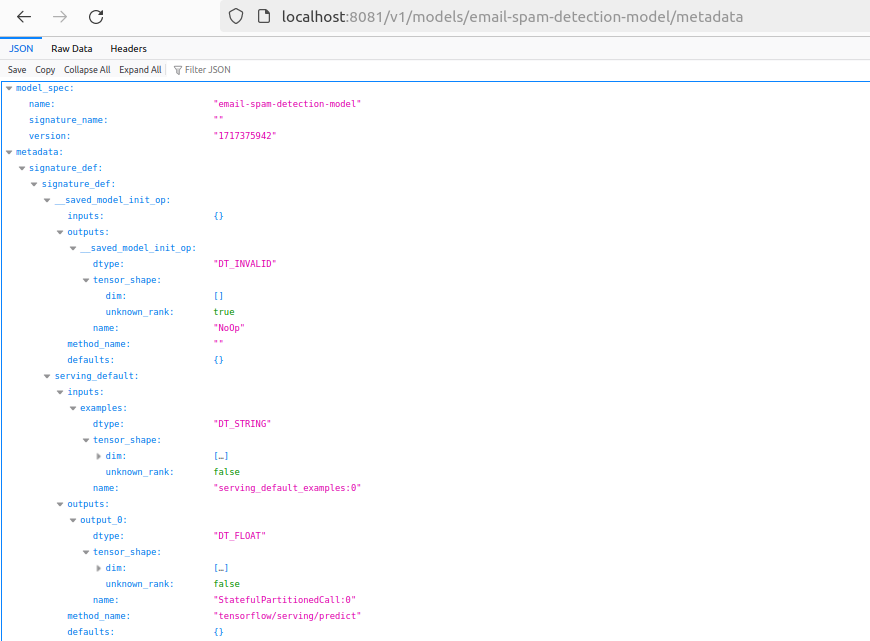 localhost:8081/v1/models/email-spam-detection-model/metadata
JSON Raw Data Headers
Save Copy Collapse All Expand All Filter JSON
model_spec:
name: "email-spam-detection-model"
signature_name: ""
version: "1717375942"
metadata:
signature_def:
signature_def:
__saved_model_init_op:
inputs: {}
outputs:
__saved_model_init_op:
dtype: "DT_INVALID"
tensor_shape:
dim: []
unknown_rank: true
name: "NoOp"
method_name: ""
defaults: {}
serving_default:
inputs:
examples:
dtype: "DT_STRING"
tensor_shape:
dim: […]
unknown_rank: false
name: "serving_default_examples:0"
outputs:
output_0:
dtype: "DT_FLOAT"
tensor_shape:
dim: […]
unknown_rank: false
name: "StatefulPartitionedCall:0"
method_name: "tensorflow/serving/predict"
defaults: {}